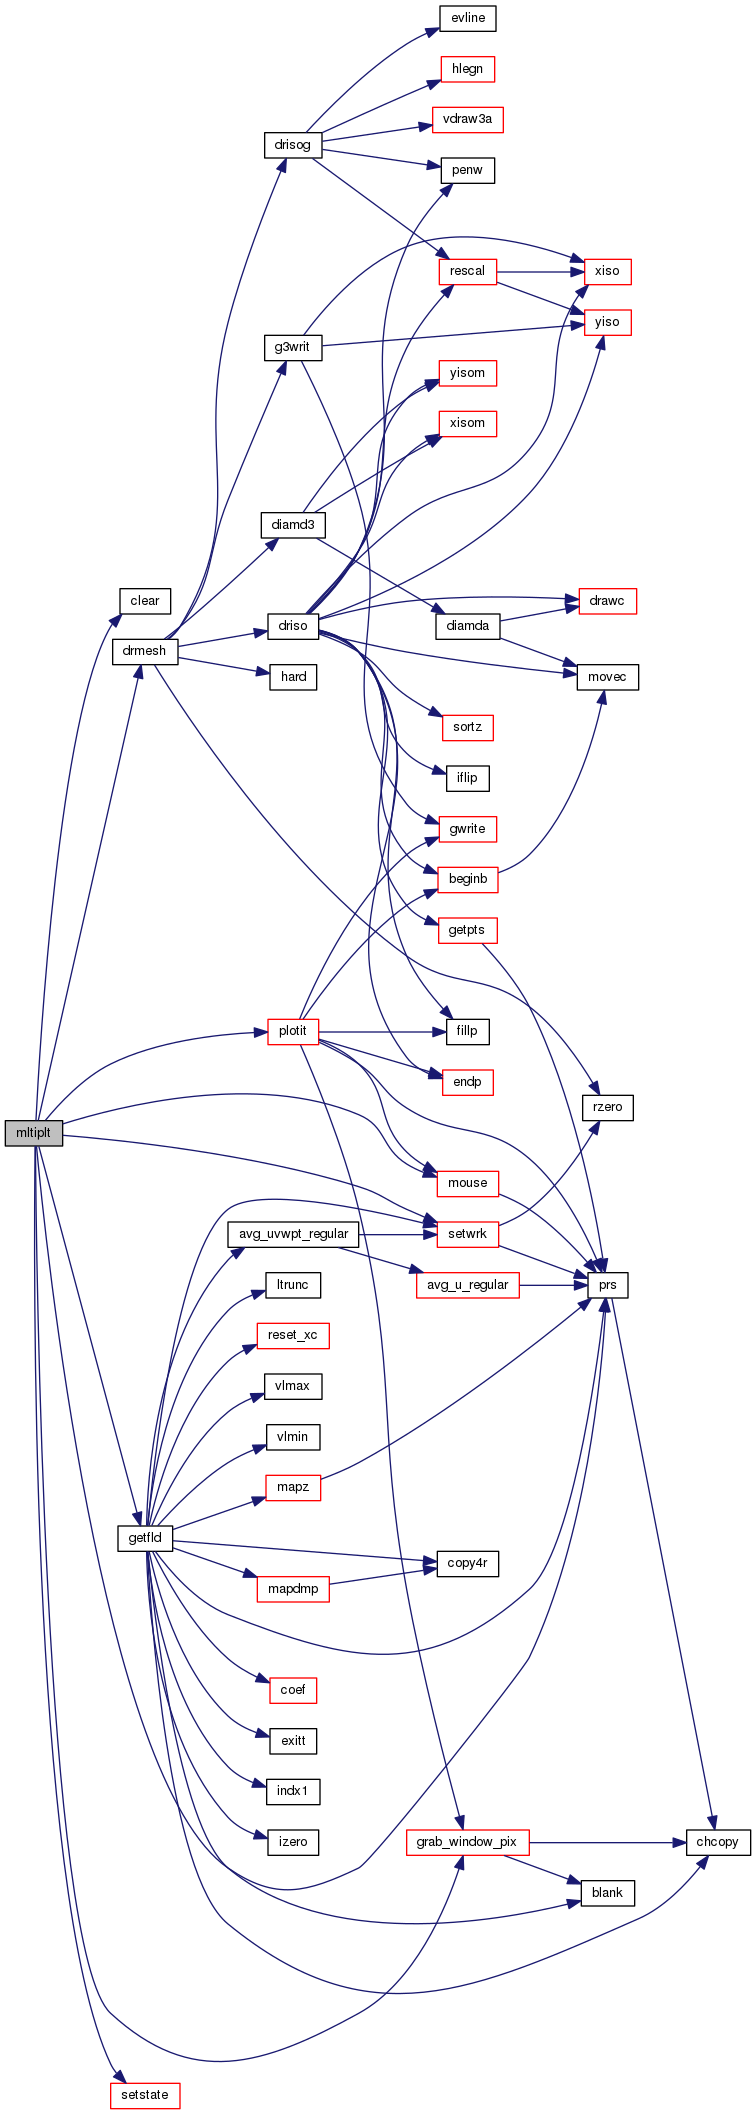 evline
hlegn
vdraw3a
drisog
penw
rescal
xiso
yiso
g3writ
yisom
xisom
diamd3
clear
drawc
driso
diamda
drmesh
hard
movec
sortz
iflip
gwrite
beginb
getpts
plotit
fillp
endp
rzero
mltiplt
mouse
avg_uvwpt_regular
setwrk
ltrunc
avg_u_regular
prs
reset_xc
vlmax
vlmin
mapz
getfld
copy4r
mapdmp
coef
exitt
indx1
izero
grab_window_pix
chcopy
blank
setstate